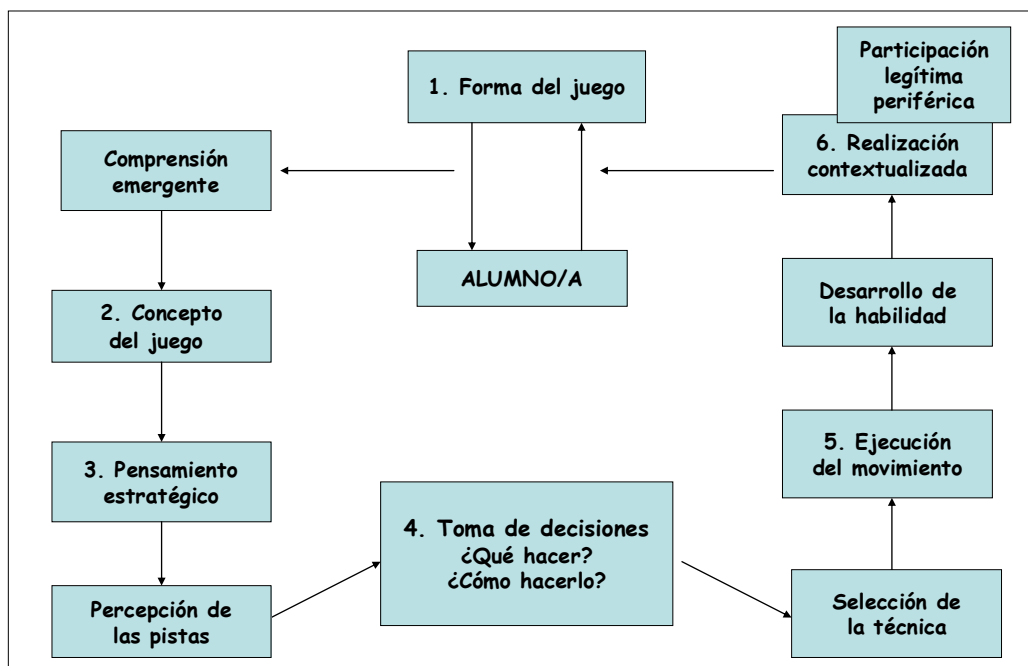 1. Forma del juego
ALUMNO/A
Comprensión
emergente
2. Concepto
del juego
3. Pensamiento
estratégico
Percepción de
las pistas
4. Toma de decisiones
¿Qué hacer?
¿Cómo hacerlo?
Selección de
la técnica
5. Ejecución
del movimiento
Desarrollo de
la habilidad
6. Realización
contextualizada
Participación
legítima
periférica